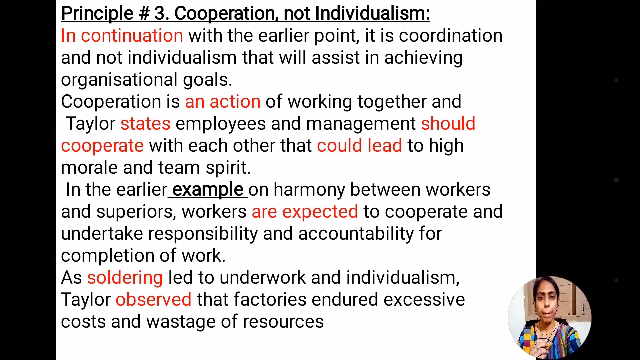 Principle # 3. Cooperation, not Individualism:
In continuation with the earlier point, it is coordination
and not individualism that will assist in achieving
organisational goals.
Cooperation is an action of working together and
Taylor states employees and management should
cooperate with each other that could lead to high
morale and team spirit.
In the earlier example on harmony between workers
and superiors, workers are expected to cooperate and
undertake responsibility and accountability for
completion of work.
As soldering led to underwork and individualism,
Taylor observed that factories endured excessive
costs and wastage of resources